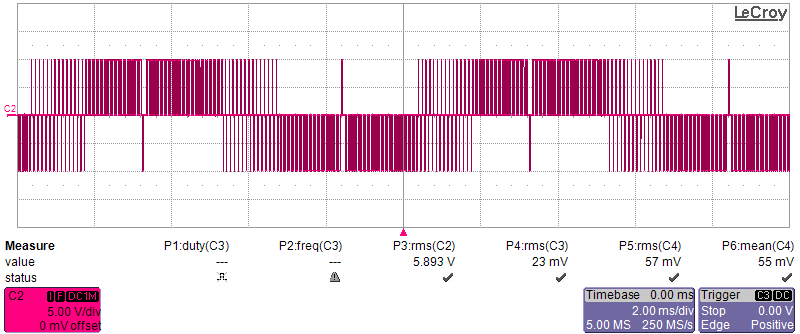 LeCroy
C2
Measure P1:duty(C3) P2:freq(C3) P3:rms(C2) P4:rms(C3) P5:rms(C4) P6:mean(C4)
value --- --- 5.893 V 23 mV 57 mV 55 mV
status
C2 I F DC1M
5.00 V/div
0 mV offset
Timebase 0.00 ms
2.00 ms/div
5.00 MS 250 MS/s
Trigger C3 DC
Stop 0.00 V
Edge Positive